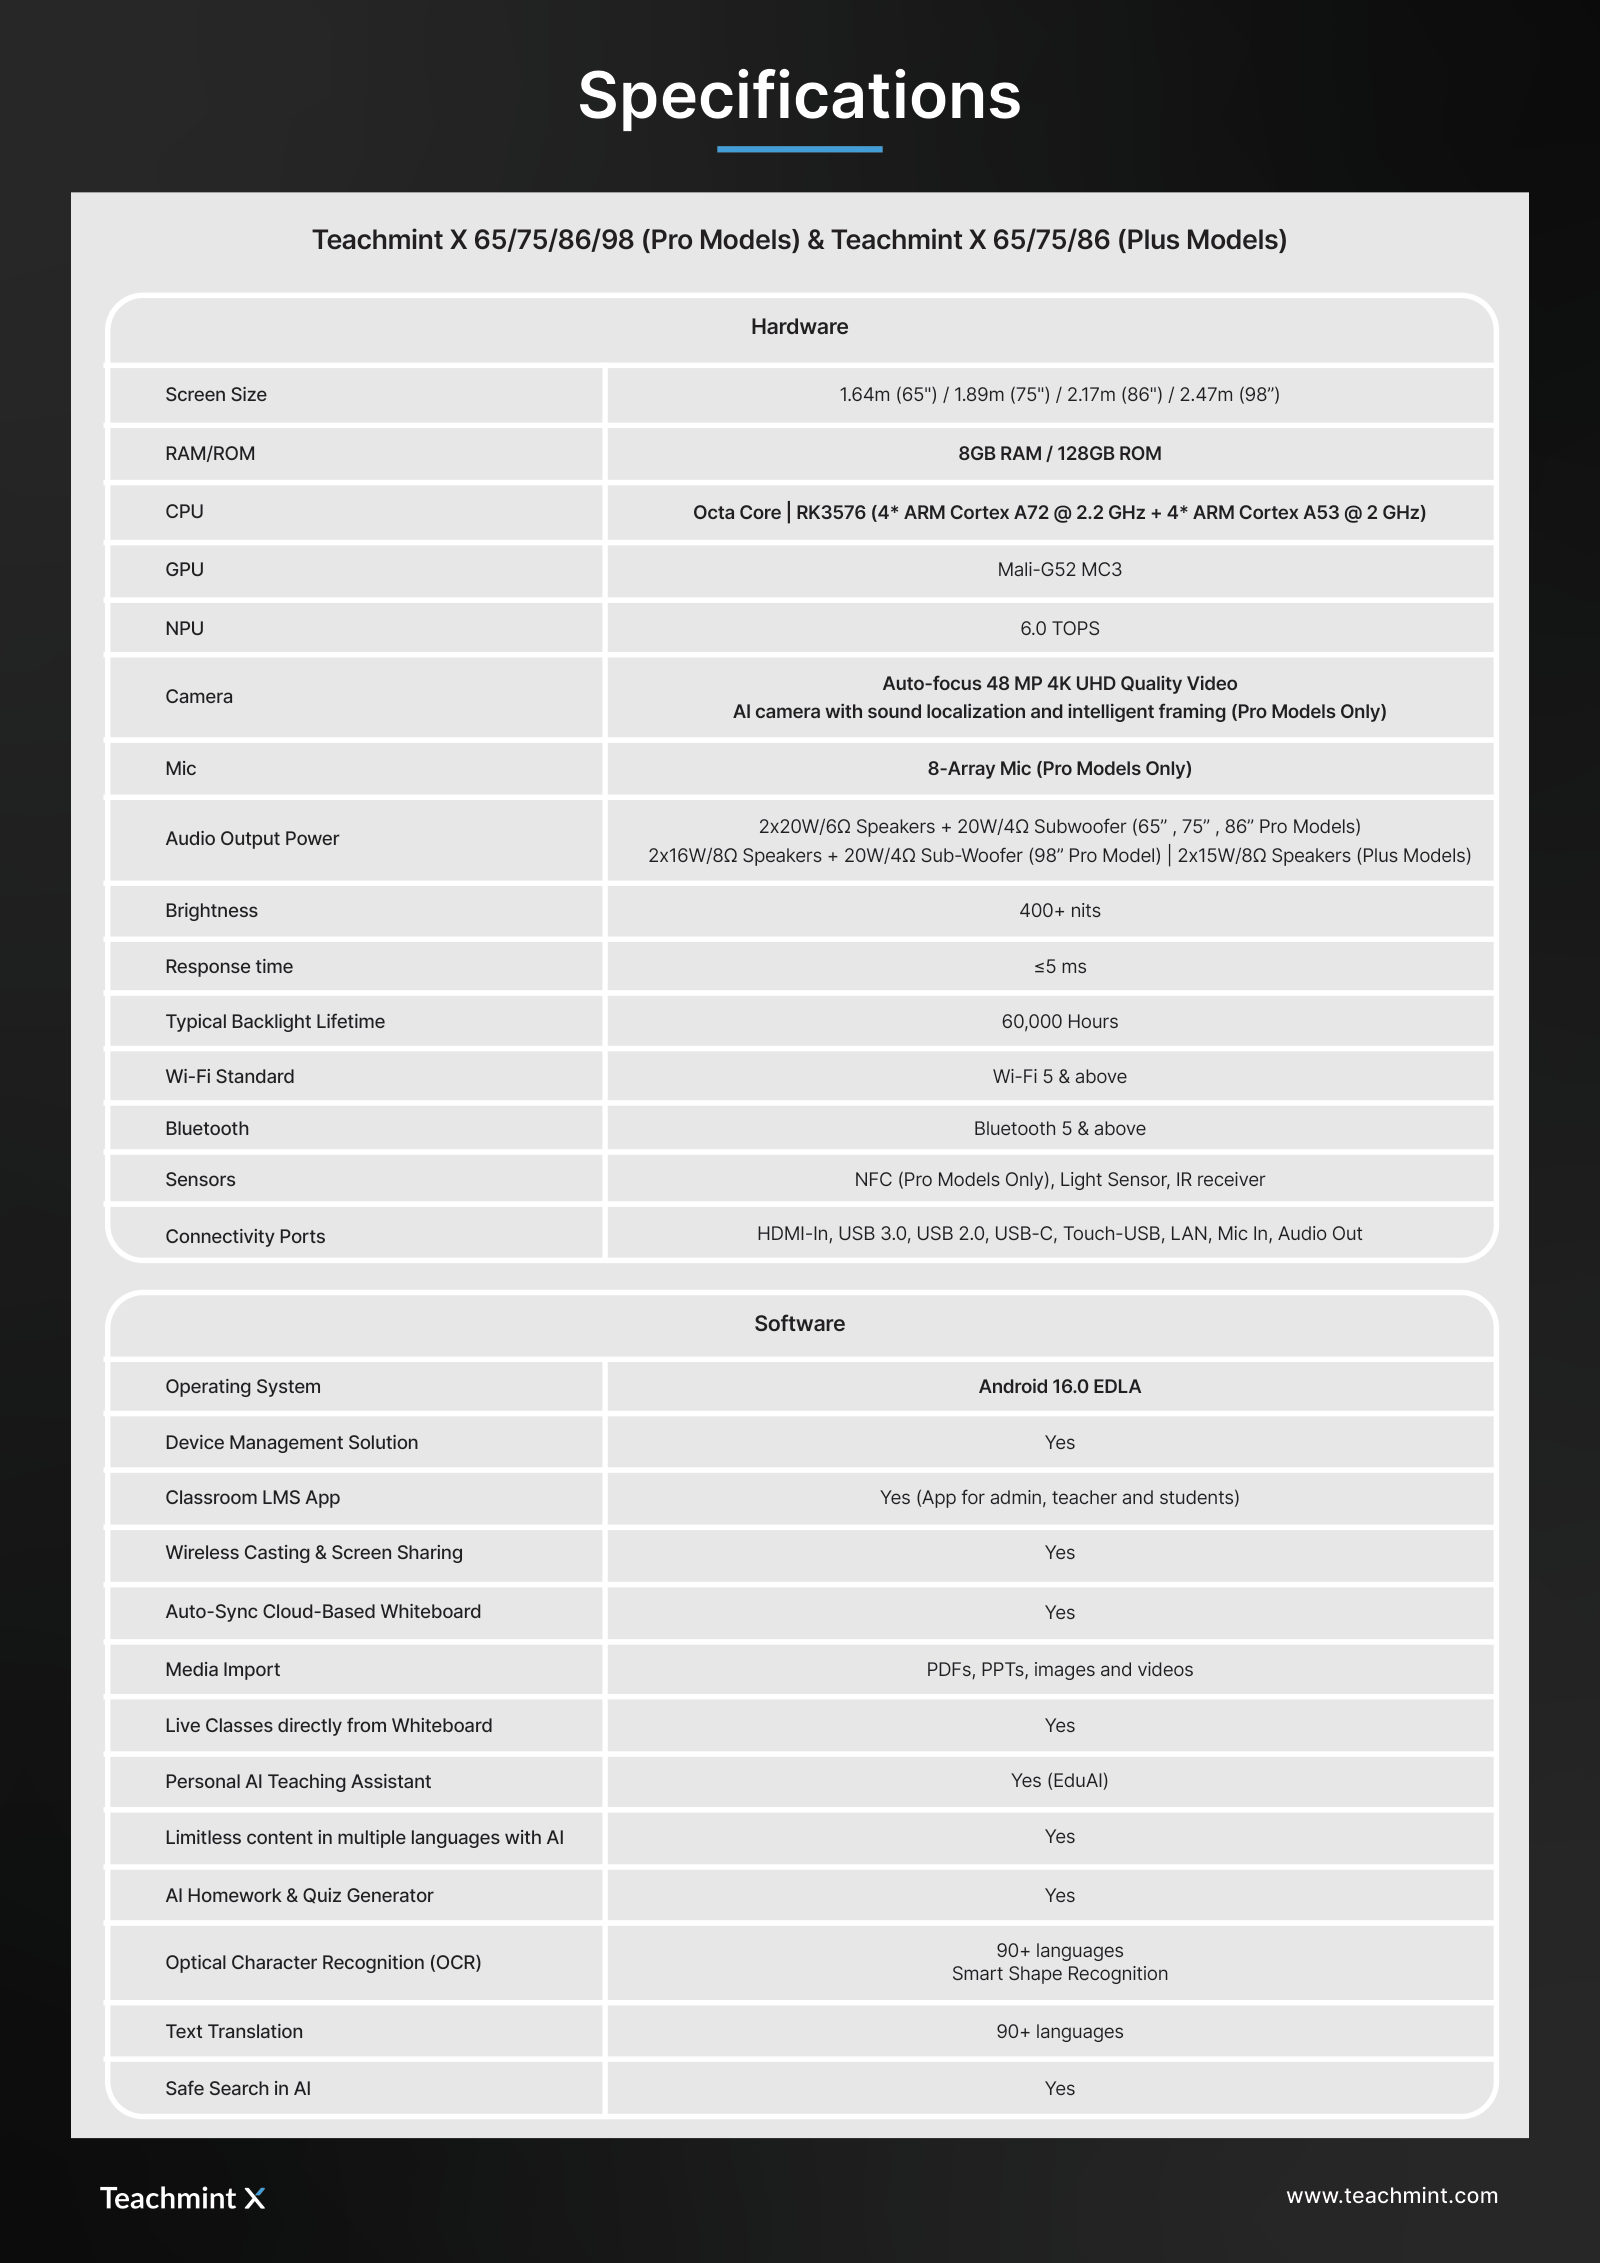 Specifications
Teachmint X 65/75/86/98 (Pro Models) & Teachmint X 65/75/86 (Plus Models)
Hardware
Screen Size
1.64m (65") / 1.89m (75") / 2.17m (86") / 2.47m (98”)
RAM/ROM
8GB RAM / 128GB ROM
CPU
Octa Core | RK3576 (4* ARM Cortex A72 @ 2.2 GHz + 4* ARM Cortex A53 @ 2 GHz)
GPU
Mali-G52 MC3
NPU
6.0 TOPS
Camera
Auto-focus 48 MP 4K UHD Quality Video
AI camera with sound localization and intelligent framing (Pro Models Only)
Mic
8-Array Mic (Pro Models Only)
Audio Output Power
2x20W/6Ω Speakers + 20W/4Ω Subwoofer (65” , 75” , 86” Pro Models)
2x16W/8Ω Speakers + 20W/4Ω Sub-Woofer (98” Pro Model) | 2x15W/8Ω Speakers (Plus Models)
Brightness
400+ nits
Response time
≤5 ms
Typical Backlight Lifetime
60,000 Hours
Wi-Fi Standard
Wi-Fi 5 & above
Bluetooth
Bluetooth 5 & above
Sensors
NFC (Pro Models Only), Light Sensor, IR receiver
Connectivity Ports
HDMI-In, USB 3.0, USB 2.0, USB-C, Touch-USB, LAN, Mic In, Audio Out
Software
Operating System
Android 16.0 EDLA
Device Management Solution
Yes
Classroom LMS App
Yes (App for admin, teacher and students)
Wireless Casting & Screen Sharing
Yes
Auto-Sync Cloud-Based Whiteboard
Yes
Media Import
PDFs, PPTs, images and videos
Live Classes directly from Whiteboard
Yes
Personal AI Teaching Assistant
Yes (EduAI)
Limitless content in multiple languages with AI
Yes
AI Homework & Quiz Generator
Yes
Optical Character Recognition (OCR)
90+ languages
Smart Shape Recognition
Text Translation
90+ languages
Safe Search in AI
Yes
Teachmint X
www.teachmint.com